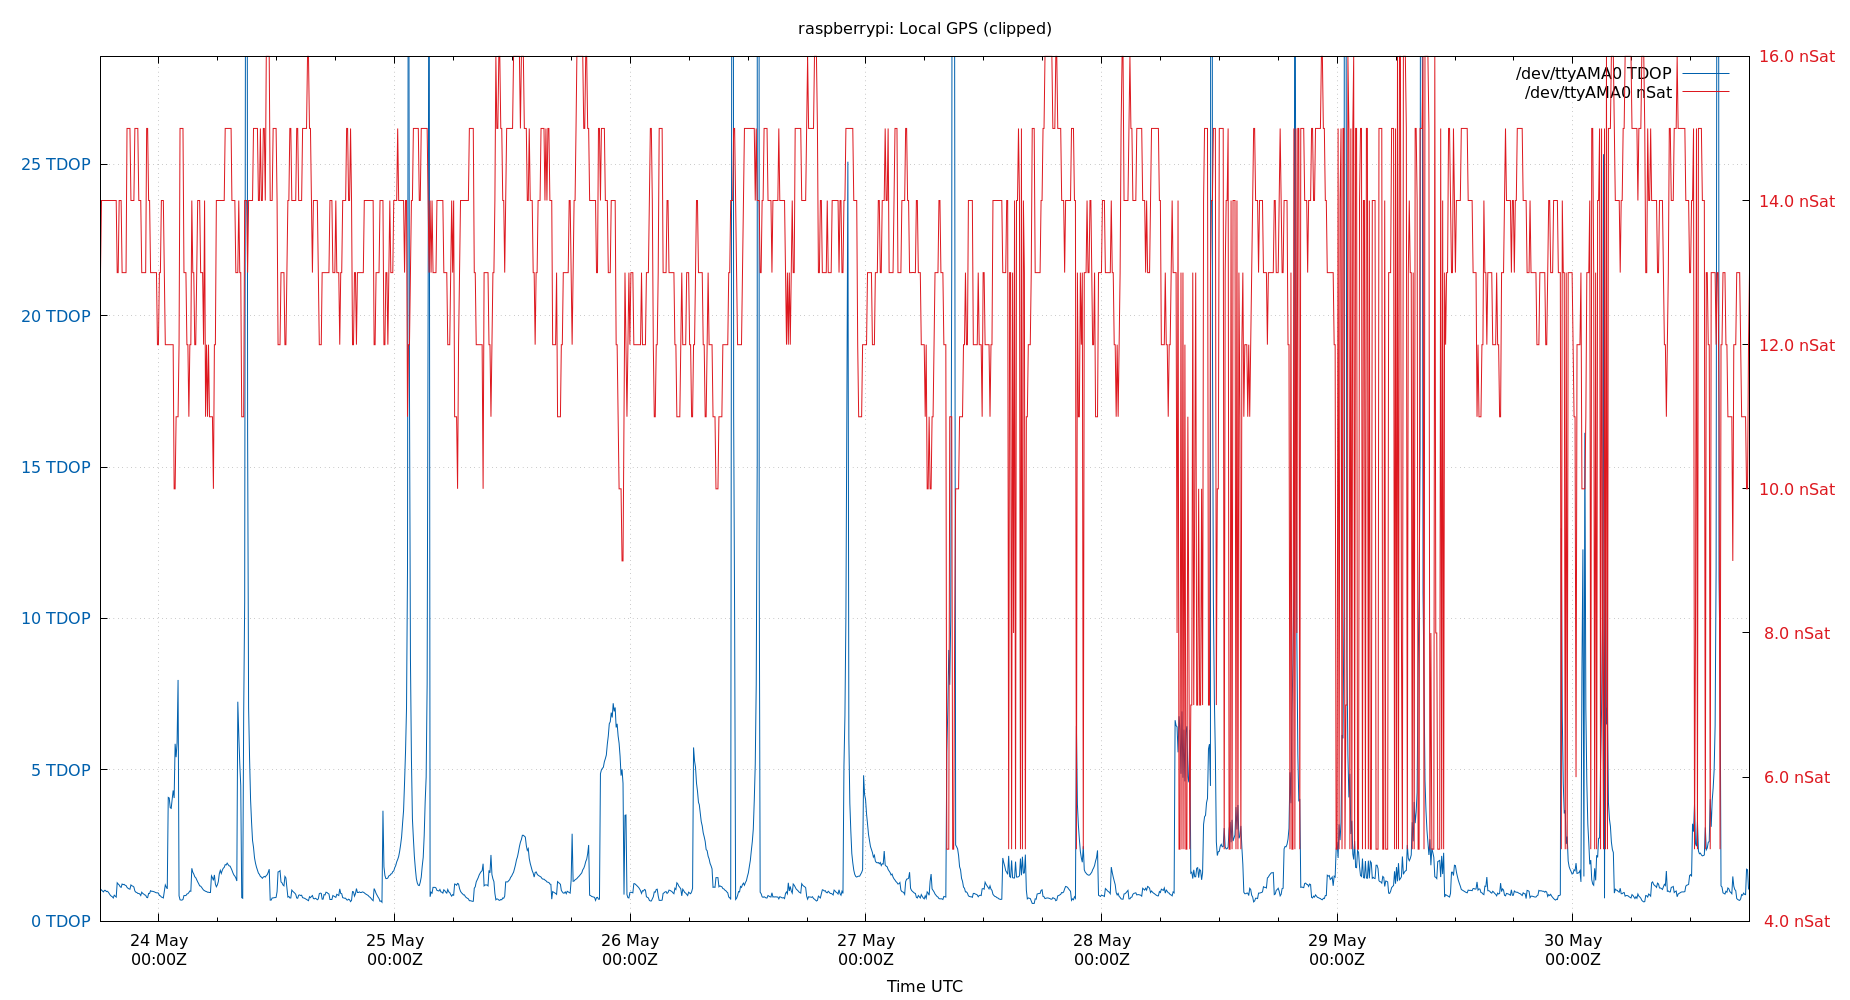 raspberrypi: Local GPS (clipped)
16.0 nSat
/dev/ttyAMA0 TDOP
/dev/ttyAMA0 nSat
25 TDOP
14.0 nSat
20 TDOP
12.0 nSat
15 TDOP
10.0 nSat
10 TDOP
8.0 nSat
5 TDOP
6.0 nSat
0 TDOP
4.0 nSat
24 May 25 May 26 May 27 May 28 May 29 May 30 May
00:00Z 00:00Z 00:00Z 00:00Z 00:00Z 00:00Z 00:00Z
Time UTC